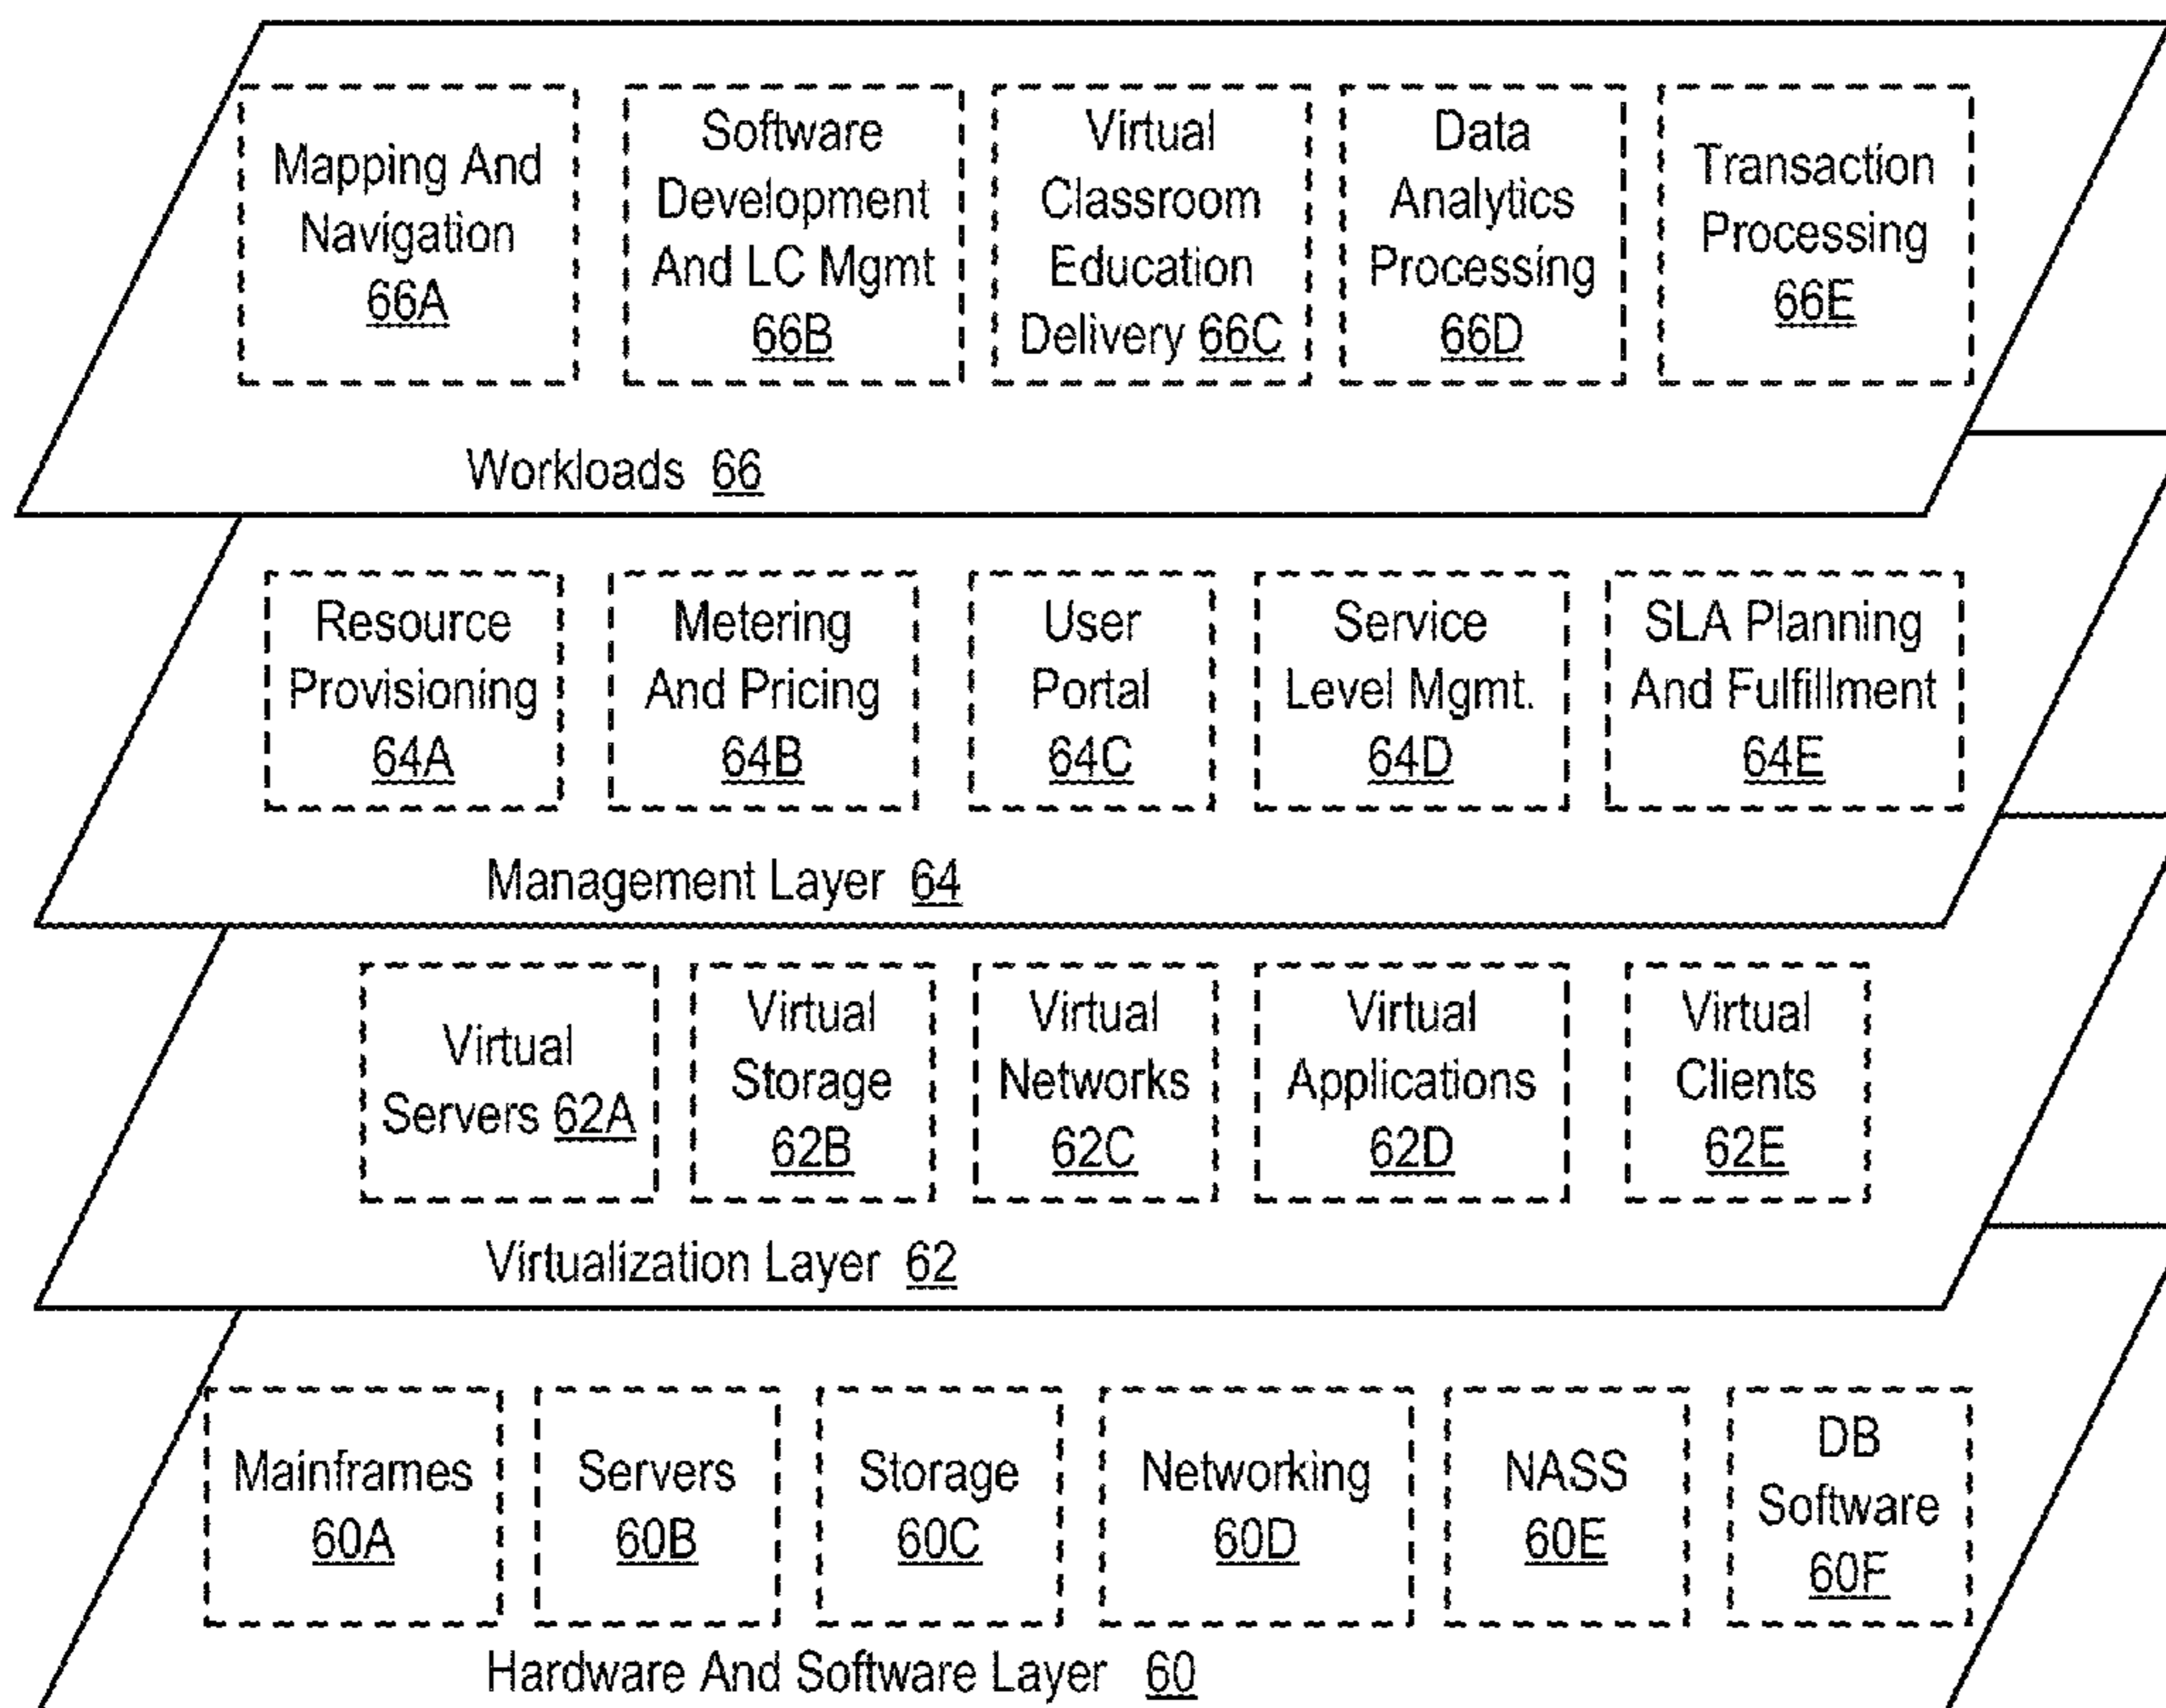 Mapping And
Navigation
66A
Software
Development
And LC Mgmt
66B
Virtual
Classroom
Education
Delivery 66C
Data
Analytics
Processing
66D
Transaction
Processing
66E
Workloads 66
Resource
Provisioning
64A
Metering
And Pricing
64B
User
Portal
64C
Service
Level Mgmt.
64D
SLA Planning
And Fulfillment
64E
Management Layer 64
Virtual
Servers 62A
Virtual
Storage
62B
Virtual
Networks
62C
Virtual
Applications
62D
Virtual
Clients
62E
Virtualization Layer 62
Mainframes
60A
Servers
60B
Storage
60C
Networking
60D
NASS
60E
DB
Software
60F
Hardware And Software Layer 60